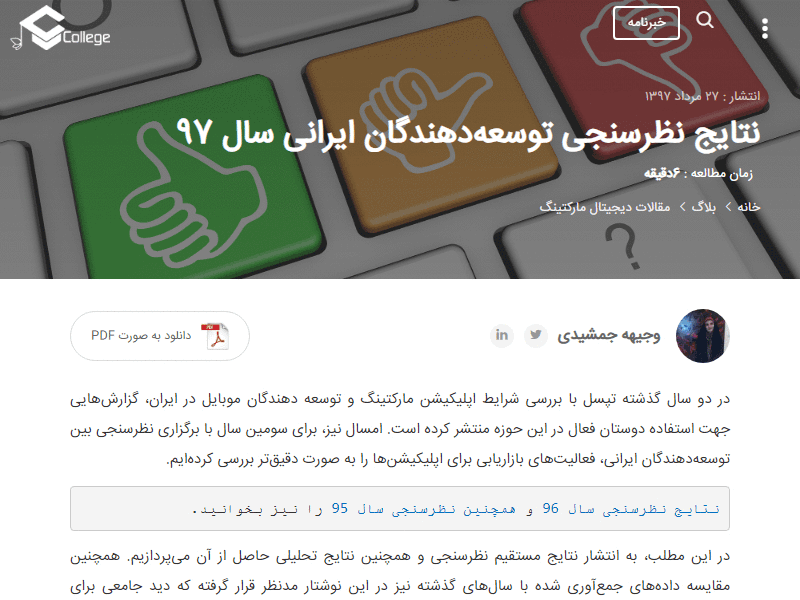 College
خبرنامه
انتشار : ۲۷ مرداد ۱۳۹۷
نتایج نظرسنجی توسعه‌دهندگان ایرانی سال ۹۷
زمان مطالعه : ۶دقیقه
خانه > بلاگ > مقالات دیجیتال مارکتینگ
وجیهه جمشیدی
in
دانلود به صورت PDF
PDF
در دو سال گذشته تپسل با بررسی شرایط اپلیکیشن مارکتینگ و توسعه دهندگان موبایل در ایران، گزارش‌هایی
جهت استفاده دوستان فعال در این حوزه منتشر کرده است. امسال نیز، برای سومین سال با برگزاری نظرسنجی بین
توسعه‌دهندگان ایرانی، فعالیت‌های بازاریابی برای اپلیکیشن‌ها را به صورت دقیق‌تر بررسی کرده‌ایم.
نتایج نظرسنجی سال 96 و همچنین نظرسنجی سال 95 را نیز بخوانید.
در این مطلب، به انتشار نتایج مستقیم نظرسنجی و همچنین نتایج تحلیلی حاصل از آن می‌پردازیم. همچنین
مقایسه داده‌های جمع‌آوری شده با سال‌های گذشته نیز در این نوشتار مدنظر قرار گرفته که دید جامعی برای